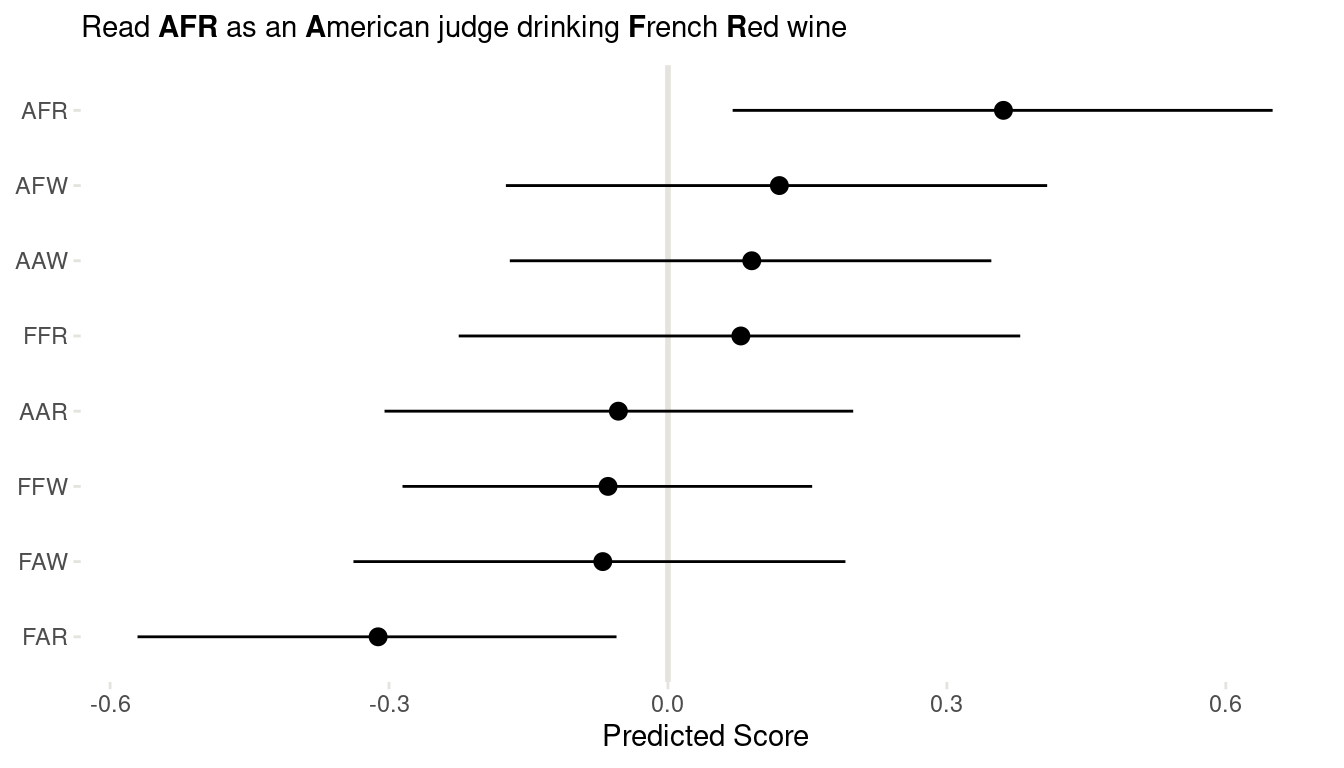 Read AFR as an American judge drinking French Red wine
AFR
AFW
AAW
FFR
AAR
FFW
FAW
FAR
-0.6 -0.3 0.0 0.3 0.6
Predicted Score